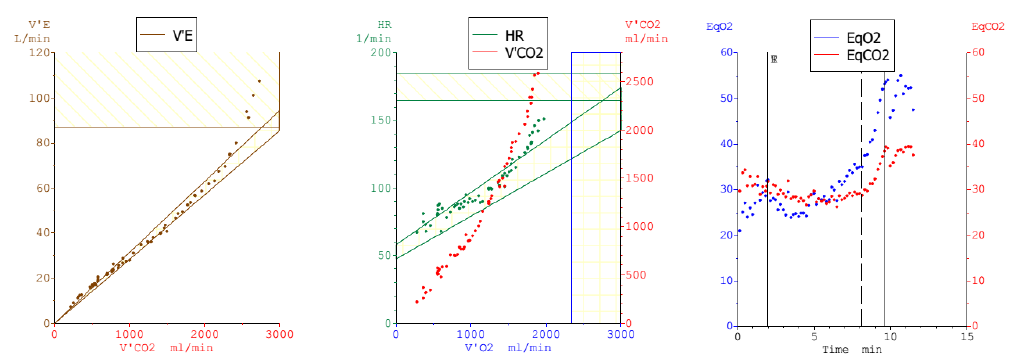 V'E
L/min
V'E
120
100
80
60
40
20
0
0 1000 2000 3000
V'CO2 ml/min
HR
1/min
HR
V'CO2
V'CO2
ml/min
200
150
100
50
0
2500
2000
1500
1000
500
0
0 1000 2000 3000
V'O2 ml/min
EqO2
EqO2
EqCO2
EqCO2
60
50
40
30
20
10
0
60
50
40
30
20
10
0
0 5 10 15
Time min